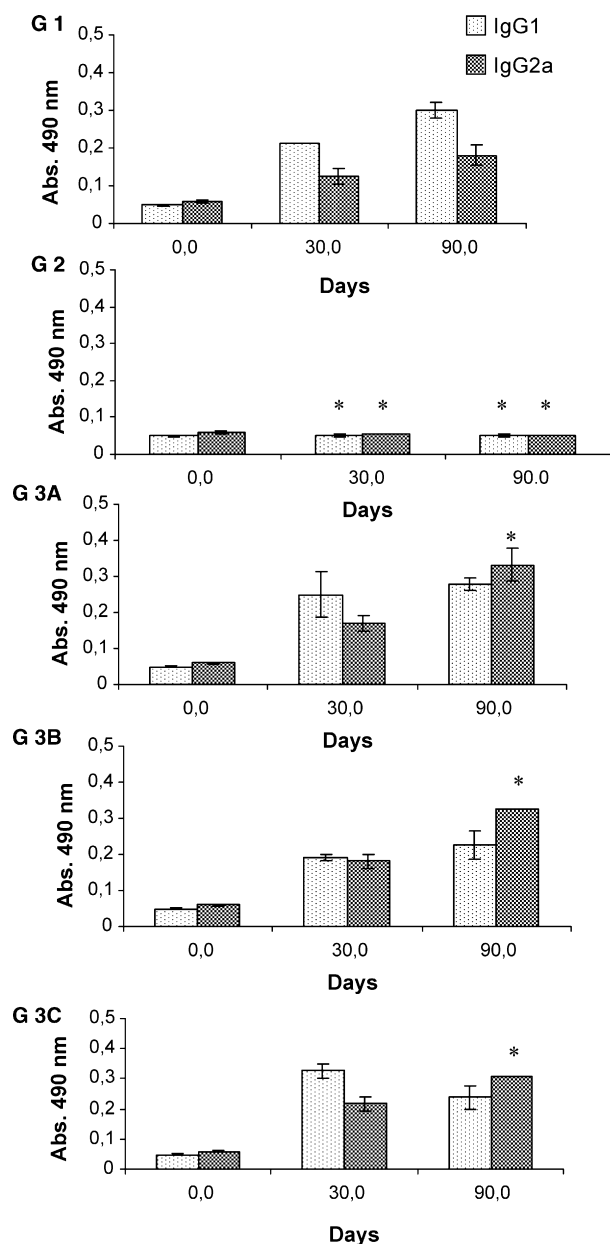 G 1
IgG1
IgG2a
Abs. 490 nm
0,5
0,4
0,3
0,2
0,1
0
0,0 30,0 90,0
Days
G 2
Abs. 490 nm
0,5
0,4
0,3
0,2
0,1
0
* * * *
0.0 30.0 90.0
Days
G 3A
Abs. 490 nm
0,5
0,4
0,3
0,2
0,1
0
*
0,0 30,0 90,0
Days
G 3B
Abs. 490 nm
0,5
0,4
0,3
0,2
0,1
0
*
0,0 30,0 90,0
Days
G 3C
Abs. 490 nm
0,5
0,4
0,3
0,2
0,1
0
*
0,0 30,0 90,0
Days